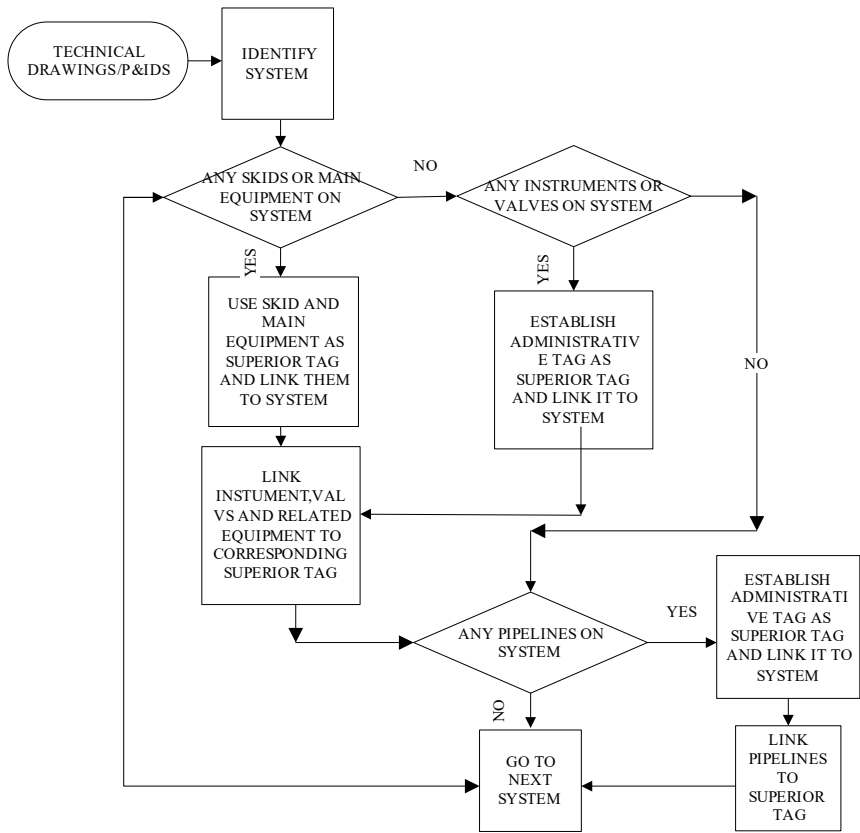 TECHNICAL
DRAWINGS/P&IDS
IDENTIFY
SYSTEM
ANY SKIDS OR MAIN
EQUIPMENT ON
SYSTEM
NO
ANY INSTRUMENTS OR
VALVES ON SYSTEM
YES
YES
USE SKID AND
MAIN
EQUIPMENT AS
SUPERIOR TAG
AND LINK THEM
TO SYSTEM
ESTABLISH
ADMINISTRATIV
E TAG AS
SUPERIOR TAG
AND LINK IT TO
SYSTEM
NO
LINK
INSTUMENT,VAL
VS AND RELATED
EQUIPMENT TO
CORRESPONDING
SUPERIOR TAG
ANY PIPELINES ON
SYSTEM
YES
ESTABLISH
ADMINISTRATI
VE TAG AS
SUPERIOR TAG
AND LINK IT TO
SYSTEM
NO
GO TO
NEXT
SYSTEM
LINK
PIPELINES
TO
SUPERIOR
TAG